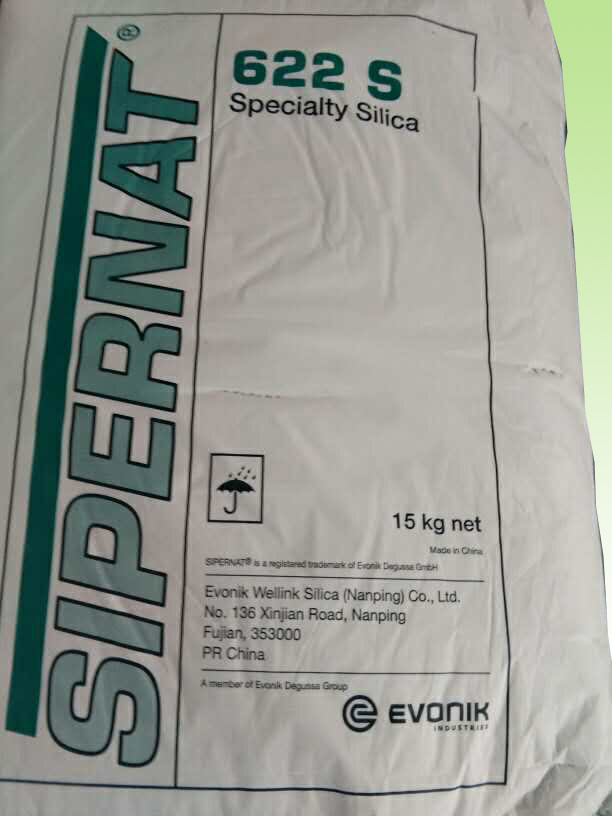 SIPERNAT®
622 S
Specialty Silica
15 kg net
Made in China
SIPERNAT® is a registered trademark of Evonik Degussa GmbH
Evonik Wellink Silica (Nanping) Co., Ltd.
No. 136 Xinjian Road, Nanping
Fujian, 353000
PR China
A member of Evonik Degussa Group
EVONIK
INDUSTRIES